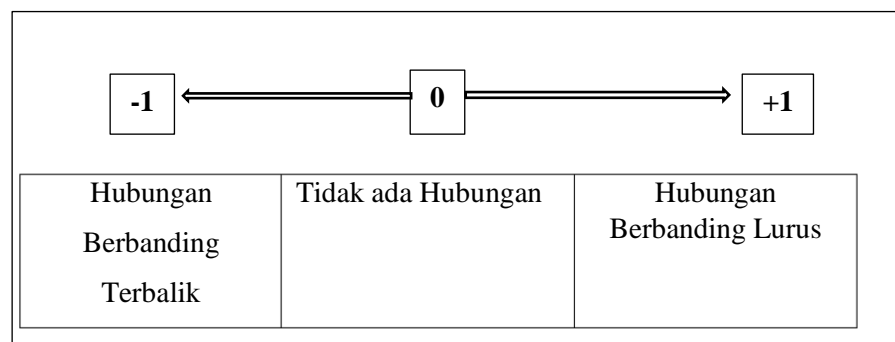 -1
0
+1
Hubungan
Berbanding
Terbalik
Tidak ada Hubungan
Hubungan
Berbanding Lurus